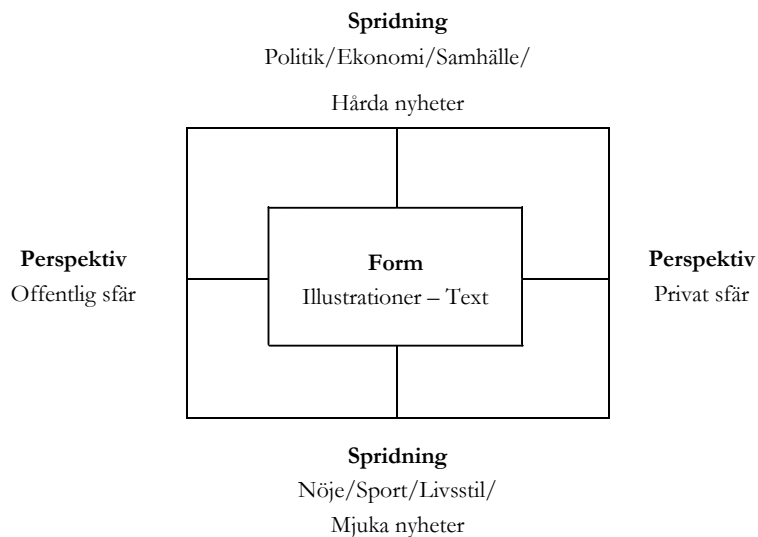 Spridning
Politik/Ekonomi/Samhälle/
Hårda nyheter
Perspektiv
Offentlig sfär
Form
Illustrationer – Text
Perspektiv
Privat sfär
Spridning
Nöje/Sport/Livsstil/
Mjuka nyheter